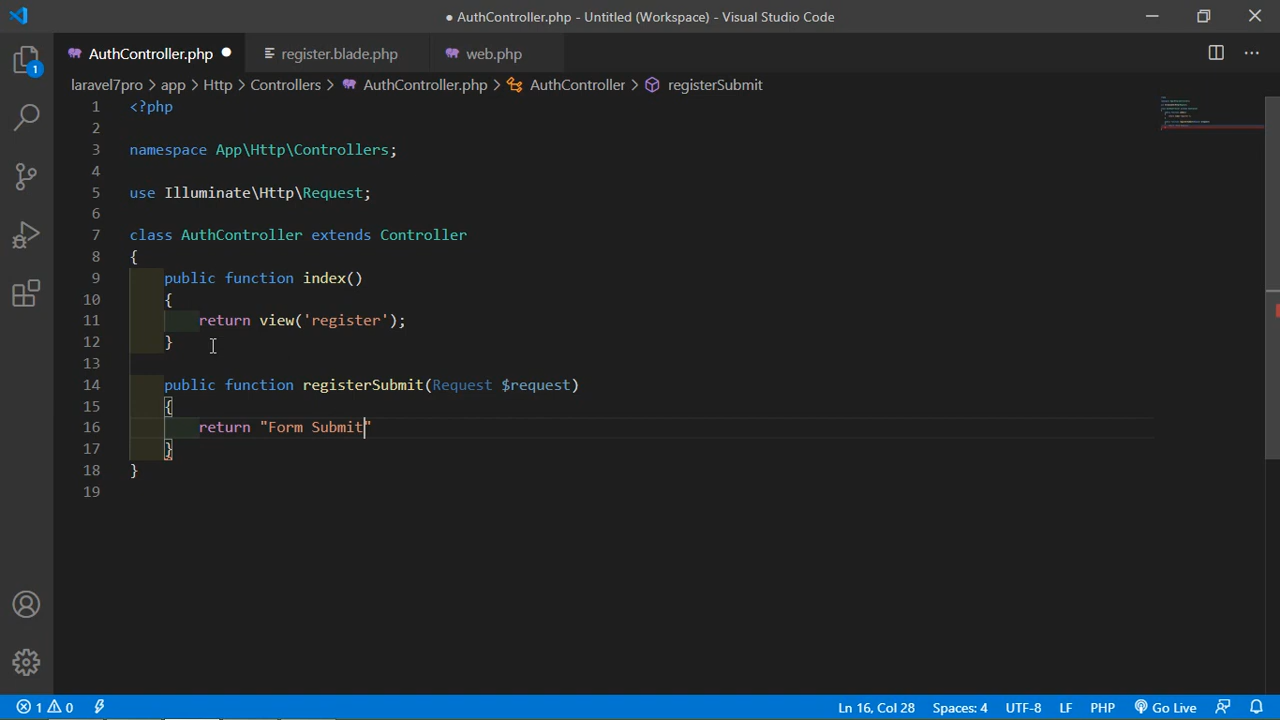 AuthController.php - Untitled (Workspace) - Visual Studio Code
AuthController.php register.blade.php web.php
laravel7pro > app > Http > Controllers > AuthController.php > AuthController > registerSubmit
1 <?php
2
3 namespace App\Http\Controllers;
4
5 use Illuminate\Http\Request;
6
7 class AuthController extends Controller
8 {
9 public function index()
10 {
11 return view('register');
12 }
13
14 public function registerSubmit(Request $request)
15 {
16 return "Form Submit"
17 }
18 }
19
1
1 0 Ln 16, Col 28 Spaces: 4 UTF-8 LF PHP Go Live